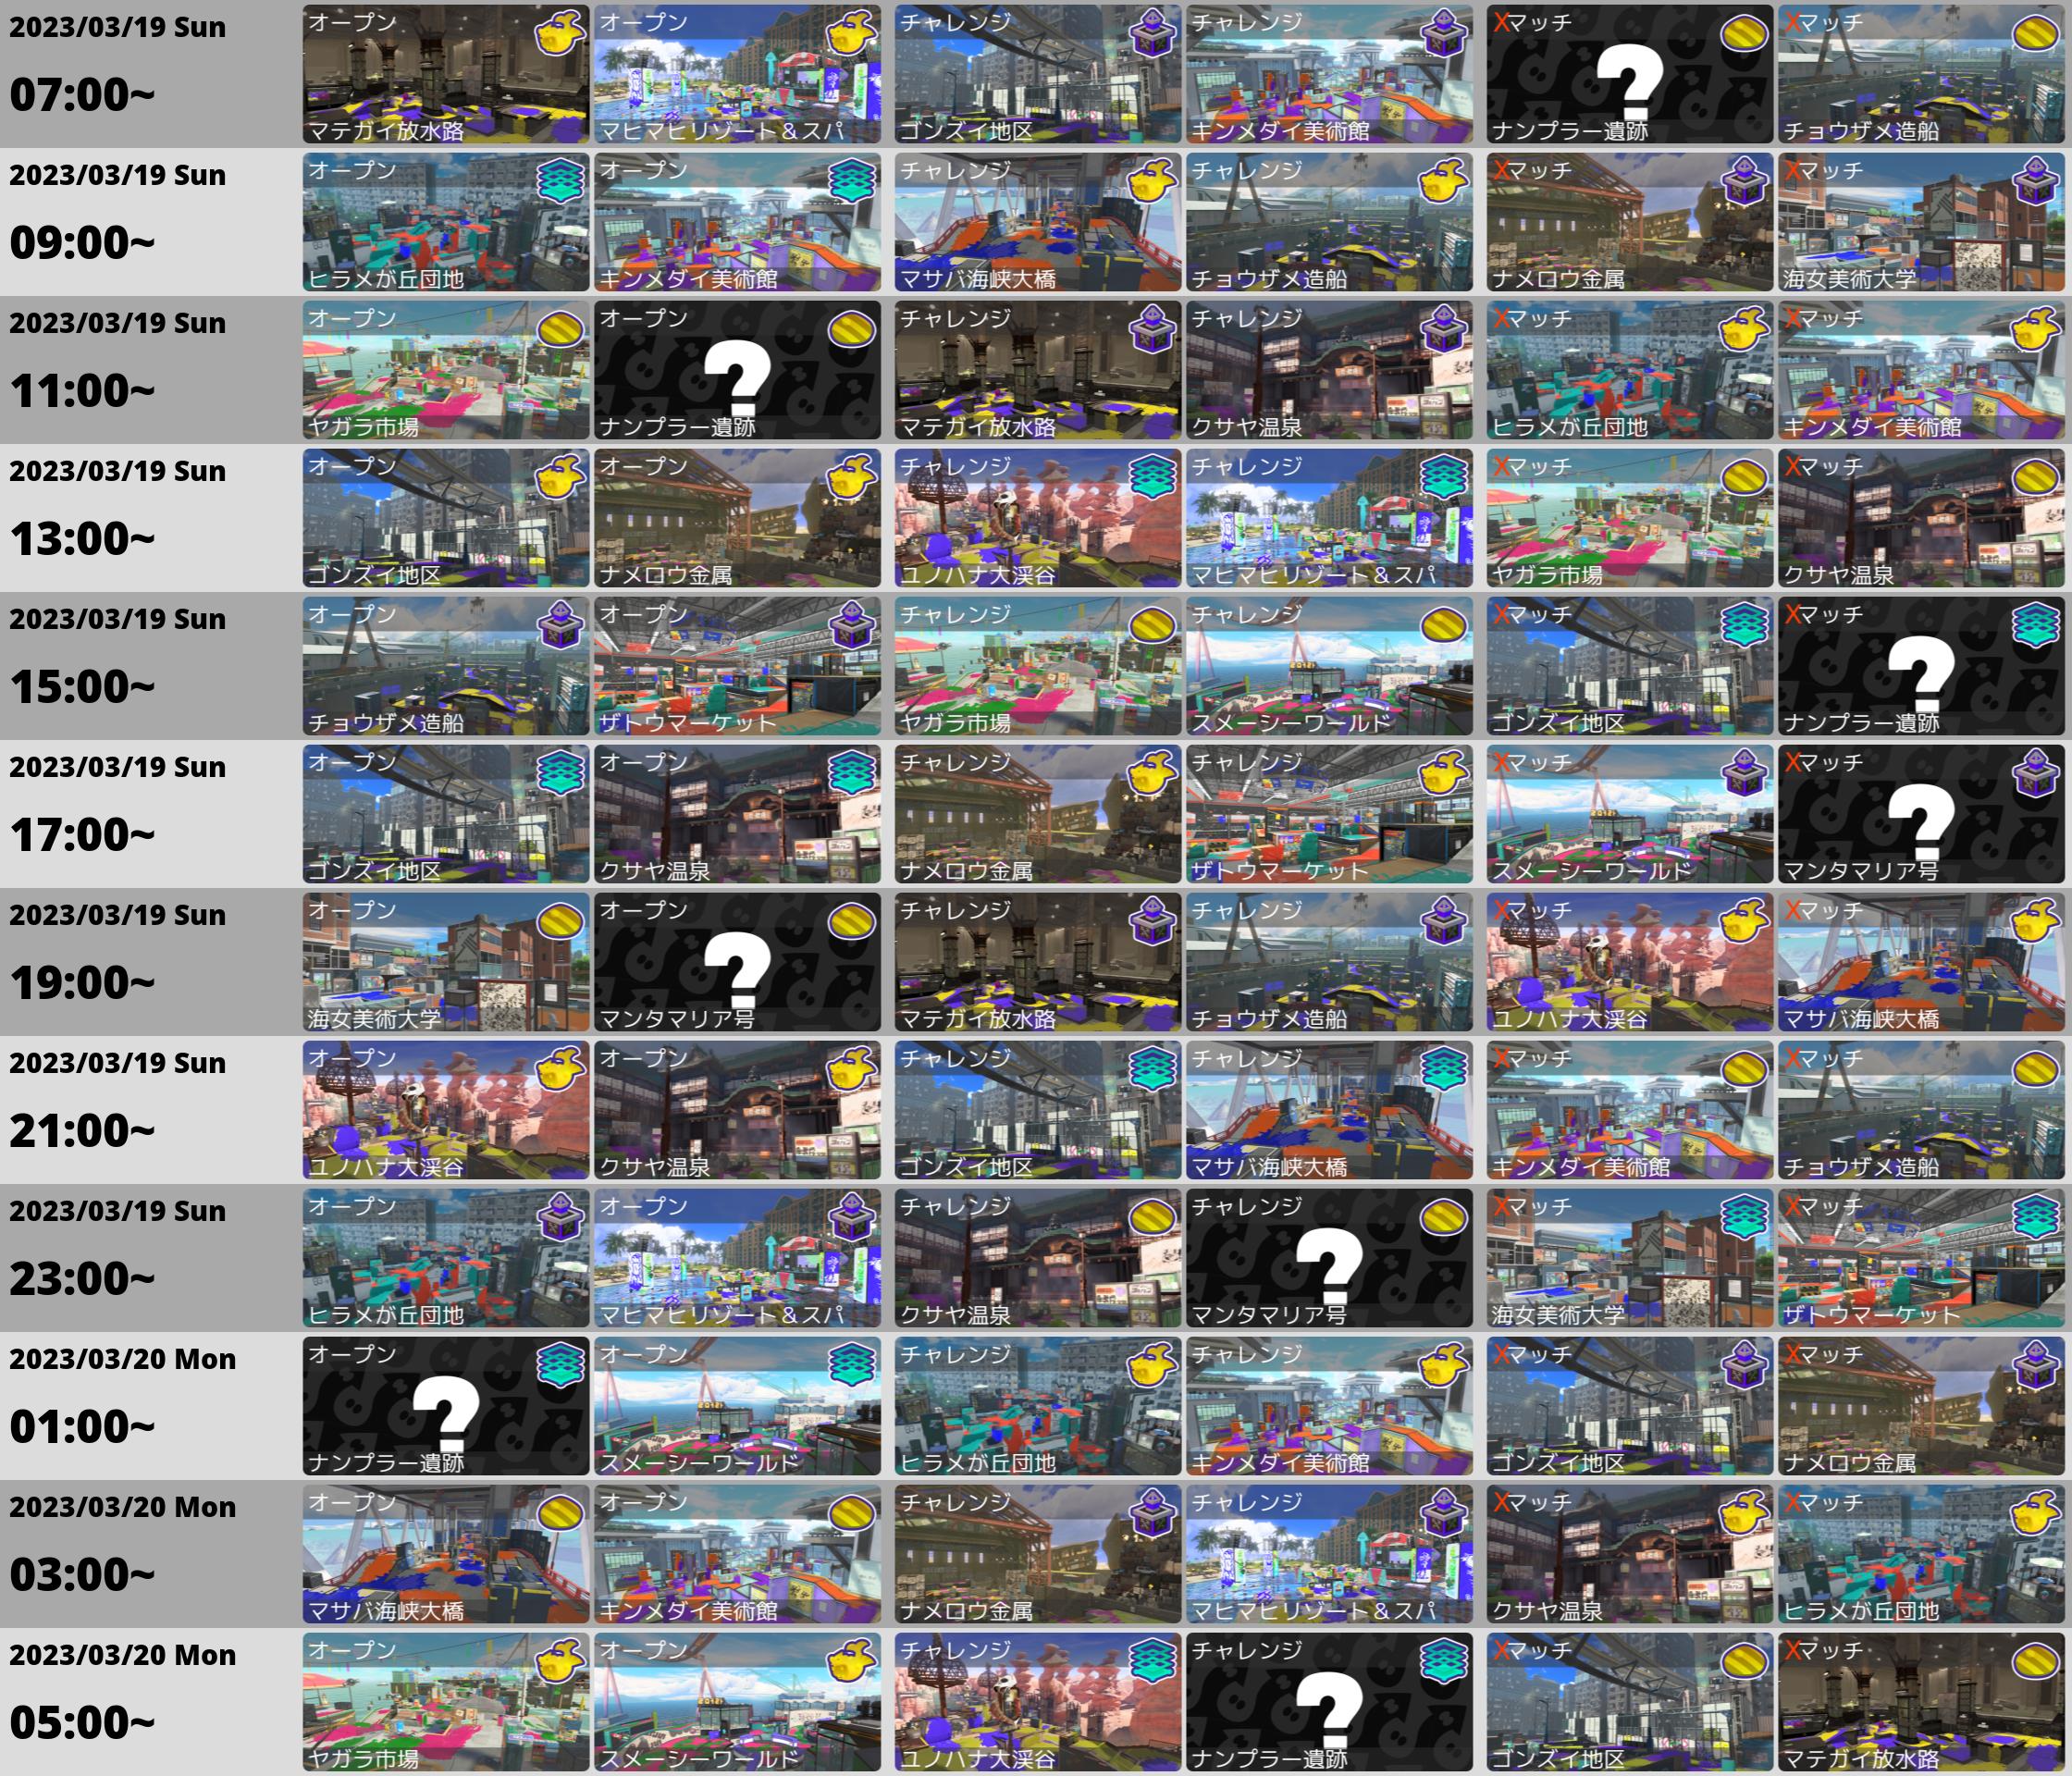 2023/03/19 Sun
07:00~
オープン オープン チャレンジ チャレンジ Xマッチ Xマッチ
マテガイ放水路 マヒマヒリゾート＆スパ ゴンズイ地区 キンメダイ美術館 ナンプラー遺跡 チョウザメ造船
2023/03/19 Sun
09:00~
オープン オープン チャレンジ チャレンジ Xマッチ Xマッチ
ヒラメが丘団地 キンメダイ美術館 マサバ海峡大橋 チョウザメ造船 ナメロウ金属 海女美術大学
2023/03/19 Sun
11:00~
オープン オープン チャレンジ チャレンジ Xマッチ Xマッチ
ヤガラ市場 ナンプラー遺跡 マテガイ放水路 クサヤ温泉 ヒラメが丘団地 キンメダイ美術館
2023/03/19 Sun
13:00~
オープン オープン チャレンジ チャレンジ Xマッチ Xマッチ
ゴンズイ地区 ナメロウ金属 ユノハナ大渓谷 マヒマヒリゾート＆スパ ヤガラ市場 クサヤ温泉
2023/03/19 Sun
15:00~
オープン オープン チャレンジ チャレンジ Xマッチ Xマッチ
チョウザメ造船 ザトウマーケット ヤガラ市場 スメーシーワールド ゴンズイ地区 ナンプラー遺跡
2023/03/19 Sun
17:00~
オープン オープン チャレンジ チャレンジ Xマッチ Xマッチ
ゴンズイ地区 クサヤ温泉 ナメロウ金属 ザトウマーケット スメーシーワールド マンタマリア号
2023/03/19 Sun
19:00~
オープン オープン チャレンジ チャレンジ Xマッチ Xマッチ
海女美術大学 マンタマリア号 マテガイ放水路 チョウザメ造船 ユノハナ大渓谷 マサバ海峡大橋
2023/03/19 Sun
21:00~
オープン オープン チャレンジ チャレンジ Xマッチ Xマッチ
ユノハナ大渓谷 クサヤ温泉 ゴンズイ地区 マサバ海峡大橋 キンメダイ美術館 チョウザメ造船
2023/03/19 Sun
23:00~
オープン オープン チャレンジ チャレンジ Xマッチ Xマッチ
ヒラメが丘団地 マヒマヒリゾート＆スパ クサヤ温泉 マンタマリア号 海女美術大学 ザトウマーケット
2023/03/20 Mon
01:00~
オープン オープン チャレンジ チャレンジ Xマッチ Xマッチ
ナンプラー遺跡 スメーシーワールド ヒラメが丘団地 キンメダイ美術館 ゴンズイ地区 ナメロウ金属
2023/03/20 Mon
03:00~
オープン オープン チャレンジ チャレンジ Xマッチ Xマッチ
マサバ海峡大橋 キンメダイ美術館 ナメロウ金属 マヒマヒリゾート＆スパ クサヤ温泉 ヒラメが丘団地
2023/03/20 Mon
05:00~
オープン オープン チャレンジ チャレンジ Xマッチ Xマッチ
ヤガラ市場 スメーシーワールド ユノハナ大渓谷 ナンプラー遺跡 ゴンズイ地区 マテガイ放水路